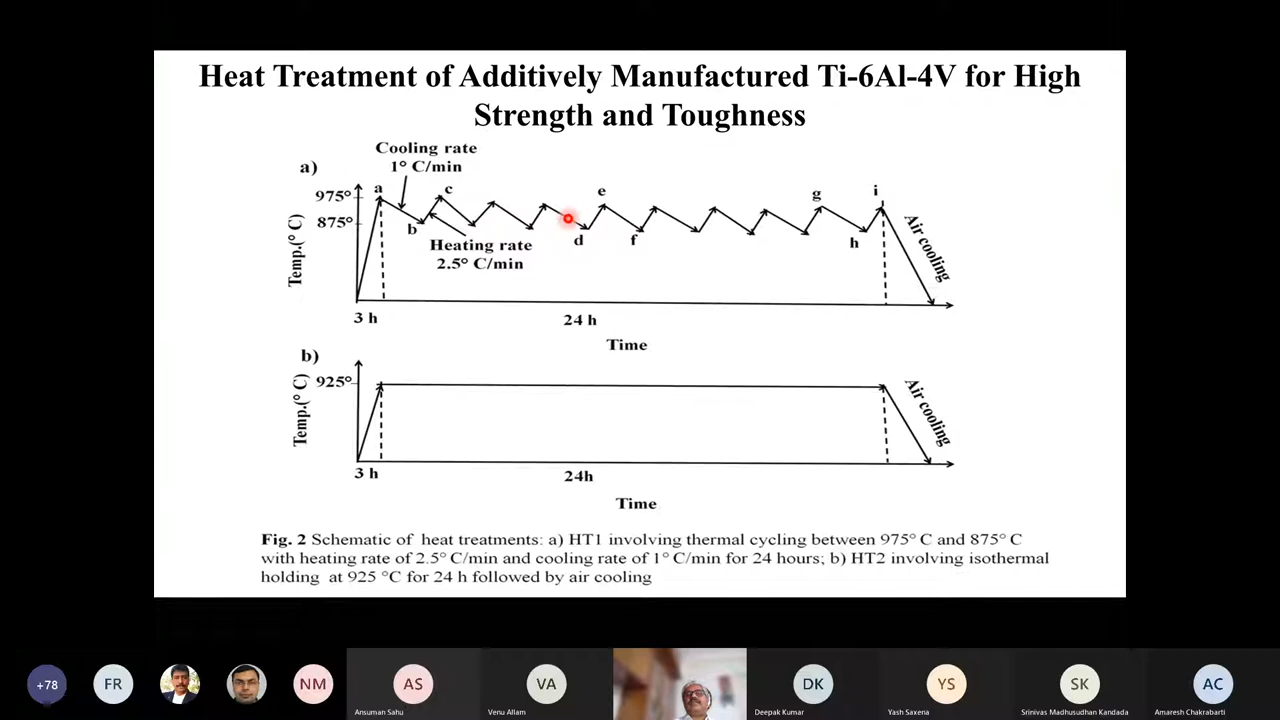 Heat Treatment of Additively Manufactured Ti-6Al-4V for High
Strength and Toughness
a)
Cooling rate
1° C/min
975°
875°
Temp.(° C)
a
b
c
d
e
f
g
h
i
Heating rate
2.5° C/min
Air cooling
3 h
24 h
Time
b)
925°
Temp.(° C)
Air cooling
3 h
24h
Time
Fig. 2 Schematic of heat treatments: a) HT1 involving thermal cycling between 975° C and 875° C
with heating rate of 2.5° C/min and cooling rate of 1° C/min for 24 hours; b) HT2 involving isothermal
holding at 925 °C for 24 h followed by air cooling
+78
FR
NM
AS
Ansuman Sahu
VA
Venu Allam
DK
Deepak Kumar
YS
Yash Saxena
SK
Srinivas Madhusudhan Kandada
AC
Amaresh Chakrabarti